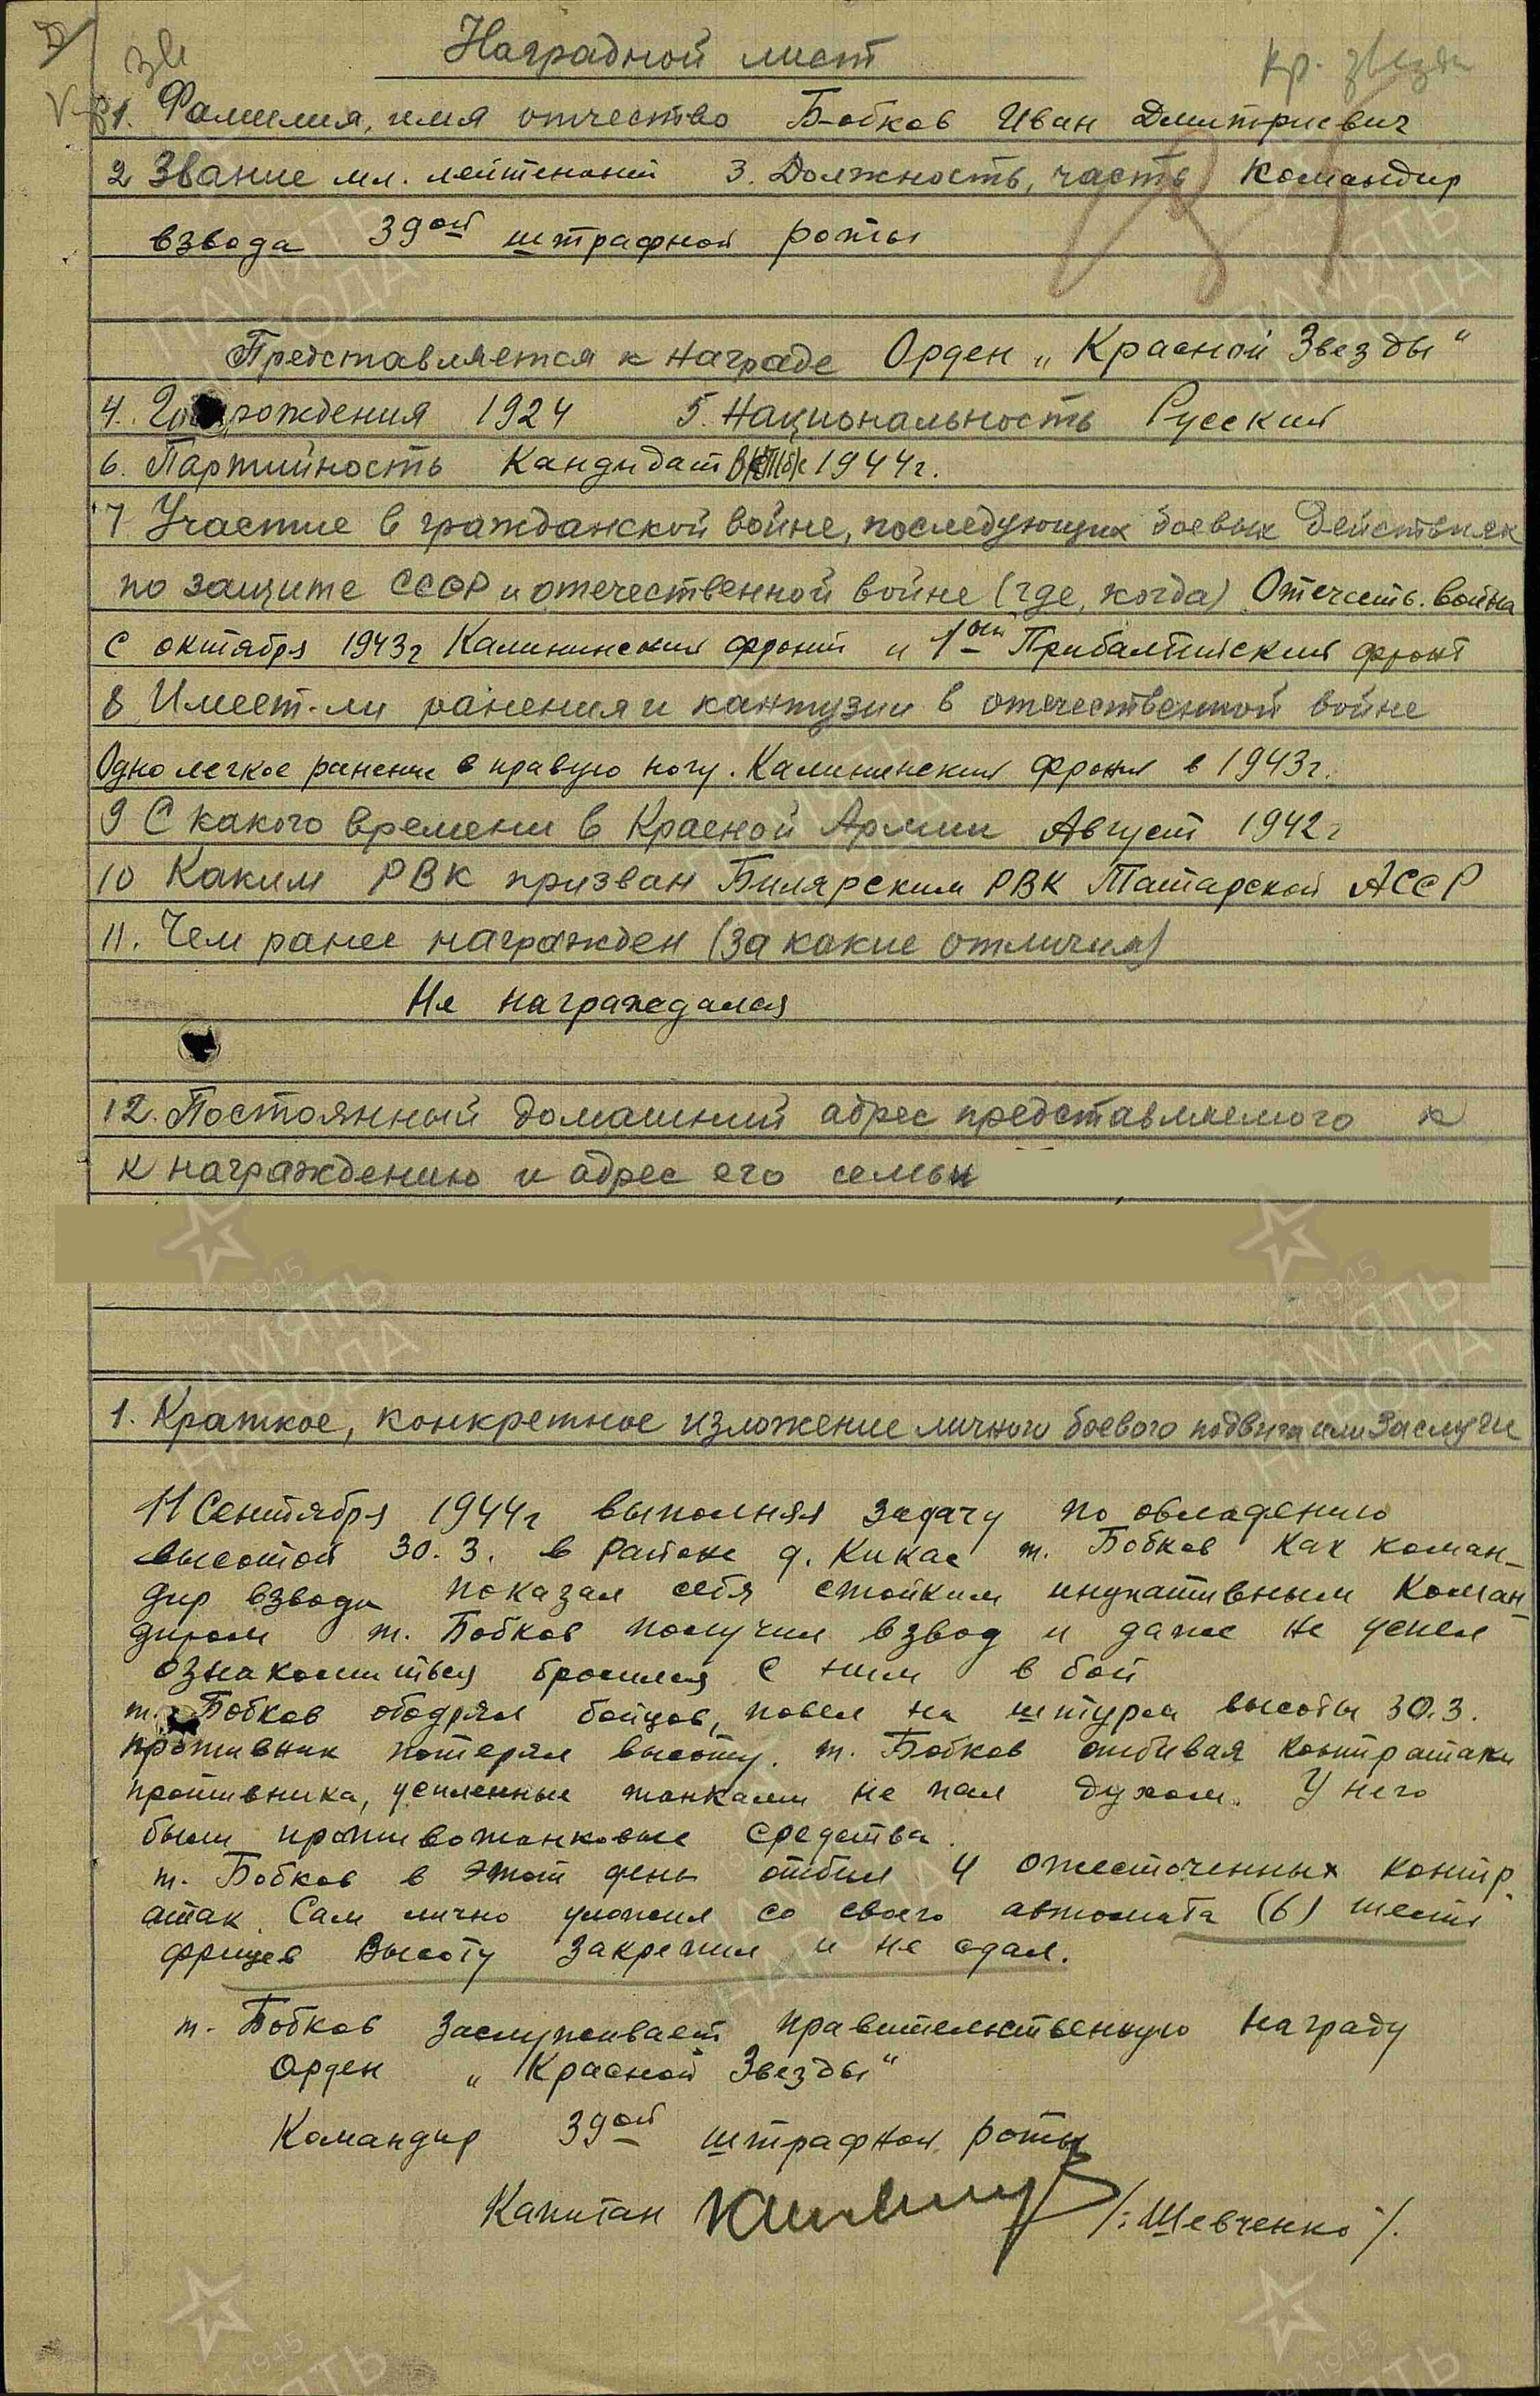 Наградной лист
Кр. звезда
1. Фамилия, имя отчество Бобков Иван Дмитриевич
2 Звание мл. лейтенант 3. Должность, часть Командир
взвода 39ой штрафной роты
Представляется к награде Орден „Красной Звезды“
4. Год рождения 1924 5. Национальность Русский
6. Партийность Кандидат ВКП(б) с 1944г.
7 Участие в гражданской войне, последующих боевых действиях
по защите СССР и отечественной войне (где, когда) Отечеств. война
с октября 1943г Калининский фронт и 1ый Прибалтийский фронт
8 Имеет-ли ранения и кантузии в отечественной войне
Одно легкое ранение в правую ногу. Калининский фронт в 1943г.
9 С какого времени в Красной Армии Август 1942г
10 Каким РВК призван Билярским РВК Татарской АССР
11. Чем ранее награжден (за какие отличия)
Не награждался
12. Постоянный домашний адрес представляемого к
к награждению и адрес его семьи
1. Краткое, конкретное изложение личного боевого подвига или заслуги
11 Сентября 1944г выполняя задачу по овладению
высотой 30.3. в районе д. Кикас т. Бобков как коман-
дир взвода показал себя стойким инициативным Коман-
диром т. Бобков получил взвод и даже не успел
ознакомиться бросился с ним в бой
т. Бобков ободрял бойцов, повел на штурм высоты 30.3.
противник потерял высоту. т. Бобков отбивая контратаки
противника, усиленные танками не пал духом. У него
были противотанковые средства.
т. Бобков в этот день отбил 4 ожесточенных контр
атак. Сам лично уложил со своего автомата (6) шесть
фрицев Высоту закрепил и не сдал.
т. Бобков заслуживает правительственную награду
Орден „Красной Звезды“
Командир 39ой штрафной роты
Капитан /: Шевченко /.
ПАМЯТЬ
НАРОДА
1941-1945